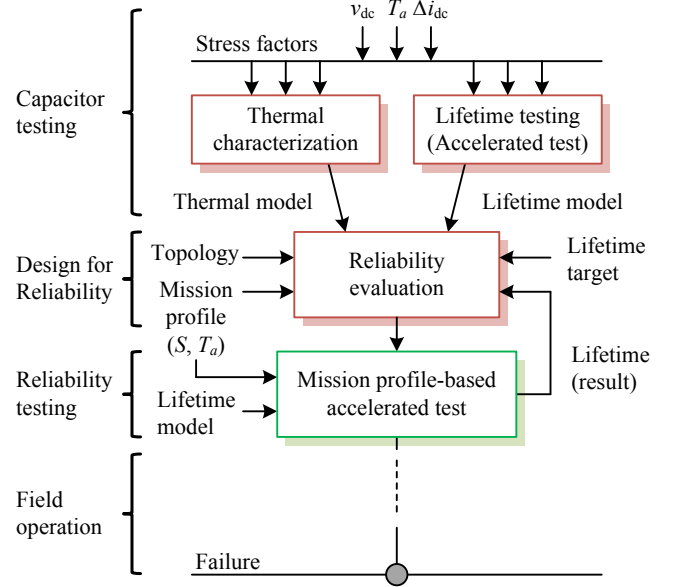 v_dc T_a Δi_dc
Stress factors
Capacitor
testing
Thermal
characterization
Lifetime testing
(Accelerated test)
Thermal model
Lifetime model
Design for
Reliability
Topology
Mission
profile
(S, T_a)
Reliability
evaluation
Lifetime
target
Reliability
testing
Lifetime
model
Mission profile-based
accelerated test
Lifetime
(result)
Field
operation
Failure